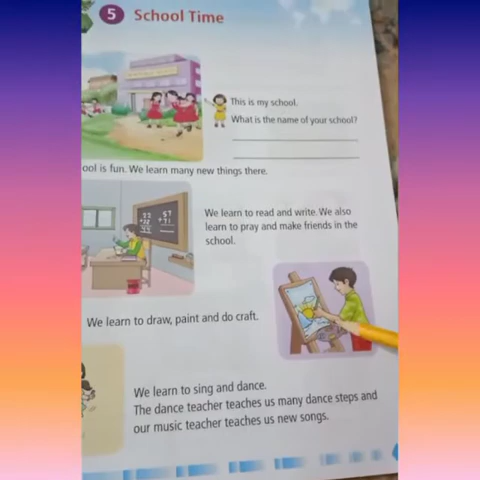 5 School Time
This is my school.
What is the name of your school?
ool is fun. We learn many new things there.
We learn to read and write. We also
learn to pray and make friends in the
school.
We learn to draw, paint and do craft.
We learn to sing and dance.
The dance teacher teaches us many dance steps and
our music teacher teaches us new songs.